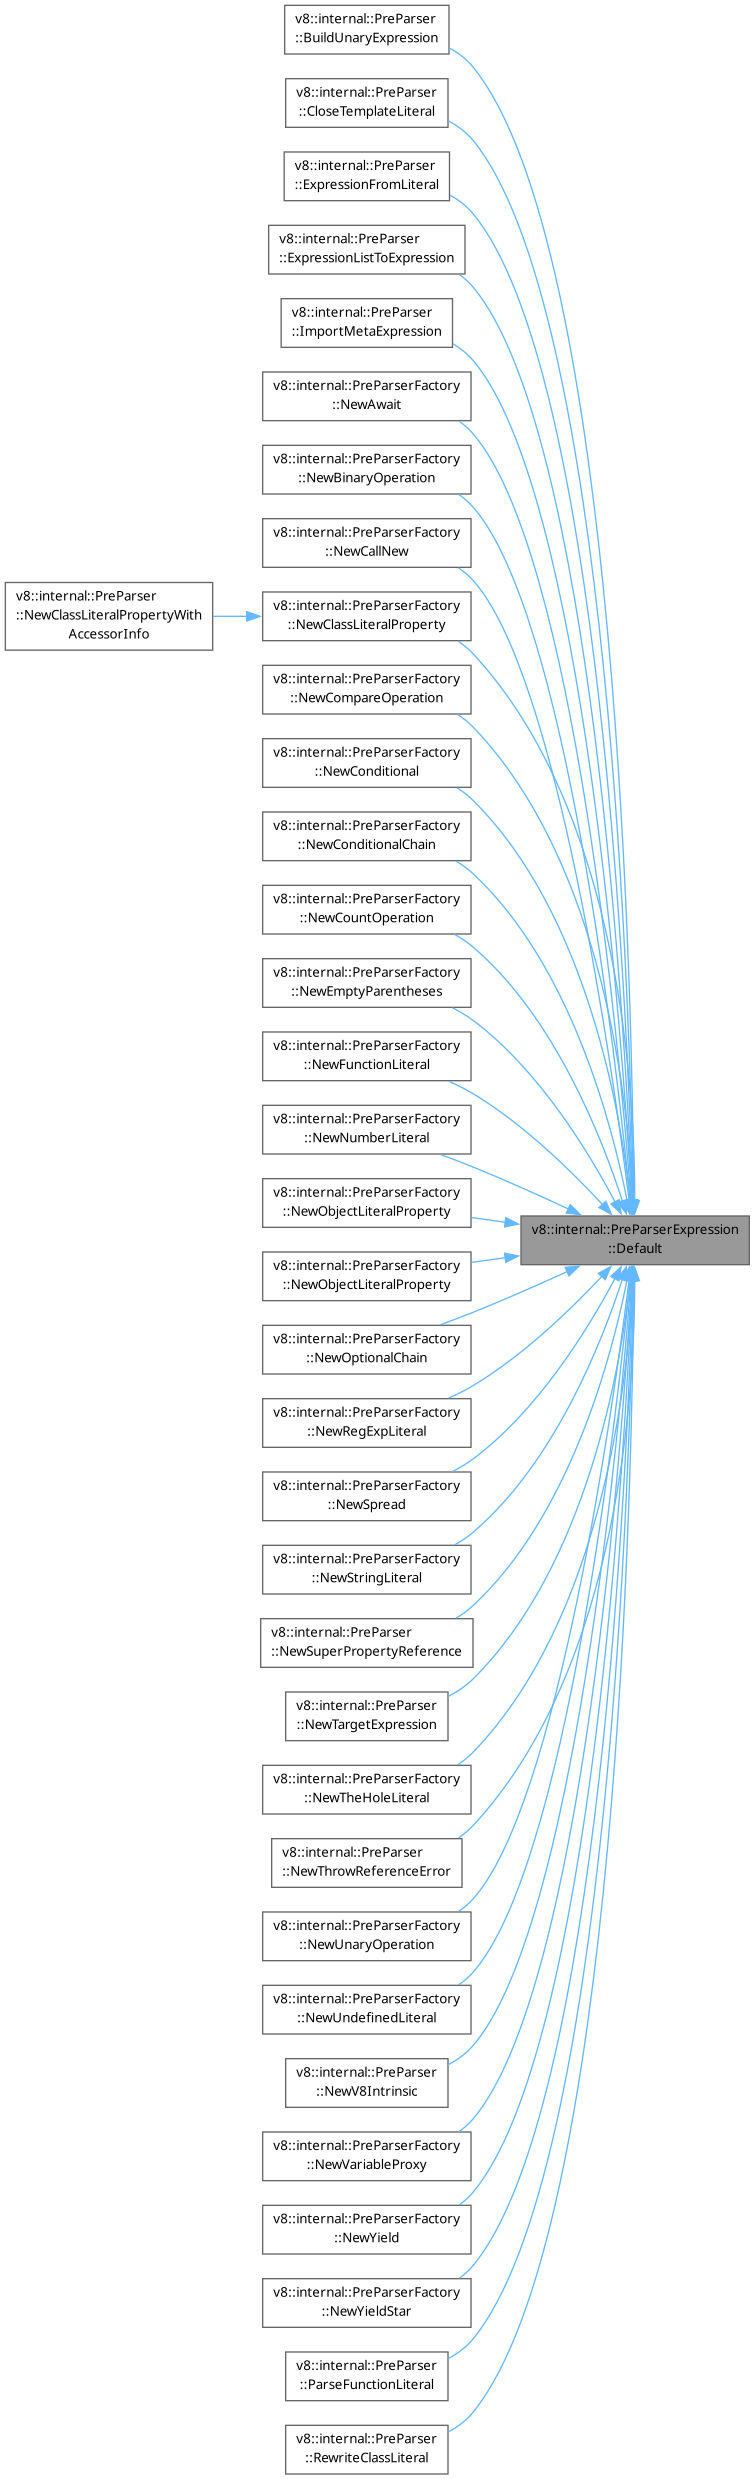 v8::internal::PreParser
::BuildUnaryExpression
v8::internal::PreParser
::CloseTemplateLiteral
v8::internal::PreParser
::ExpressionFromLiteral
v8::internal::PreParser
::ExpressionListToExpression
v8::internal::PreParser
::ImportMetaExpression
v8::internal::PreParserFactory
::NewAwait
v8::internal::PreParserFactory
::NewBinaryOperation
v8::internal::PreParserFactory
::NewCallNew
v8::internal::PreParser
::NewClassLiteralPropertyWith
AccessorInfo
v8::internal::PreParserFactory
::NewClassLiteralProperty
v8::internal::PreParserFactory
::NewCompareOperation
v8::internal::PreParserFactory
::NewConditional
v8::internal::PreParserFactory
::NewConditionalChain
v8::internal::PreParserFactory
::NewCountOperation
v8::internal::PreParserFactory
::NewEmptyParentheses
v8::internal::PreParserFactory
::NewFunctionLiteral
v8::internal::PreParserFactory
::NewNumberLiteral
v8::internal::PreParserFactory
::NewObjectLiteralProperty
v8::internal::PreParserExpression
::Default
v8::internal::PreParserFactory
::NewObjectLiteralProperty
v8::internal::PreParserFactory
::NewOptionalChain
v8::internal::PreParserFactory
::NewRegExpLiteral
v8::internal::PreParserFactory
::NewSpread
v8::internal::PreParserFactory
::NewStringLiteral
v8::internal::PreParser
::NewSuperPropertyReference
v8::internal::PreParser
::NewTargetExpression
v8::internal::PreParserFactory
::NewTheHoleLiteral
v8::internal::PreParser
::NewThrowReferenceError
v8::internal::PreParserFactory
::NewUnaryOperation
v8::internal::PreParserFactory
::NewUndefinedLiteral
v8::internal::PreParser
::NewV8Intrinsic
v8::internal::PreParserFactory
::NewVariableProxy
v8::internal::PreParserFactory
::NewYield
v8::internal::PreParserFactory
::NewYieldStar
v8::internal::PreParser
::ParseFunctionLiteral
v8::internal::PreParser
::RewriteClassLiteral